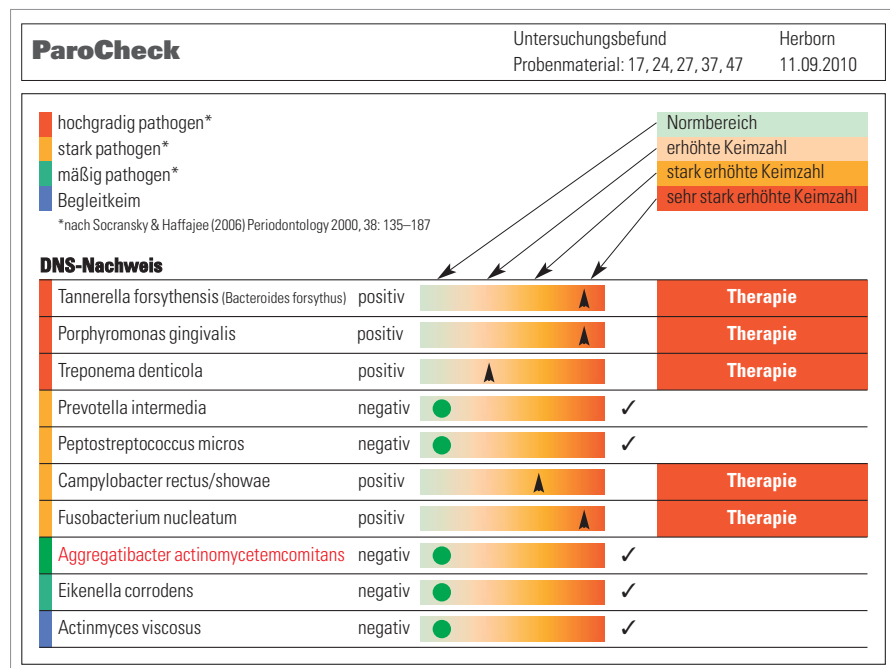 ParoCheck
Untersuchungsbefund
Probenmaterial: 17, 24, 27, 37, 47
Herborn
11.09.2010
hochgradig pathogen*
stark pathogen*
mäßig pathogen*
Begleitkeim
*nach Socransky & Haffajee (2006) Periodontology 2000, 38: 135–187
Normbereich
erhöhte Keimzahl
stark erhöhte Keimzahl
sehr stark erhöhte Keimzahl
DNS-Nachweis
Tannerella forsythensis (Bacteroides forsythus) positiv Therapie
Porphyromonas gingivalis positiv Therapie
Treponema denticola positiv Therapie
Prevotella intermedia negativ ✓
Peptostreptococcus micros negativ ✓
Campylobacter rectus/showae positiv Therapie
Fusobacterium nucleatum positiv Therapie
Aggregatibacter actinomycetemcomitans negativ ✓
Eikenella corrodens negativ ✓
Actinmyces viscosus negativ ✓